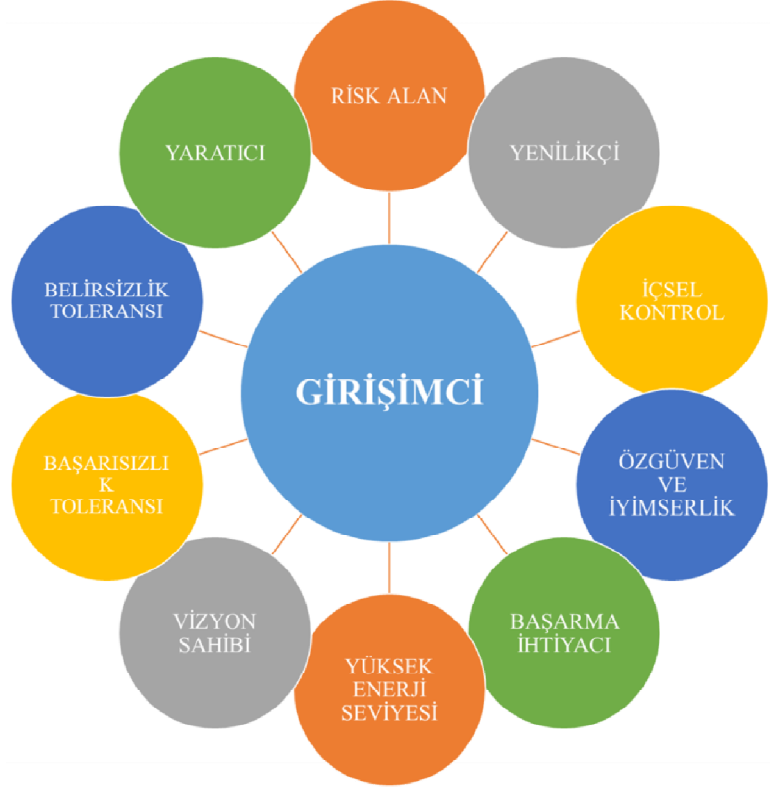 RİSK ALAN
YENİLİKÇİ
İÇSEL
KONTROL
ÖZGÜVEN
VE
İYİMSERLİK
BAŞARMA
İHTİYACI
YÜKSEK
ENERJİ
SEVİYESİ
VİZYON
SAHİBİ
BAŞARISIZLI
K
TOLERANSI
BELİRSİZLİK
TOLERANSI
YARATICI
GİRİŞİMCİ